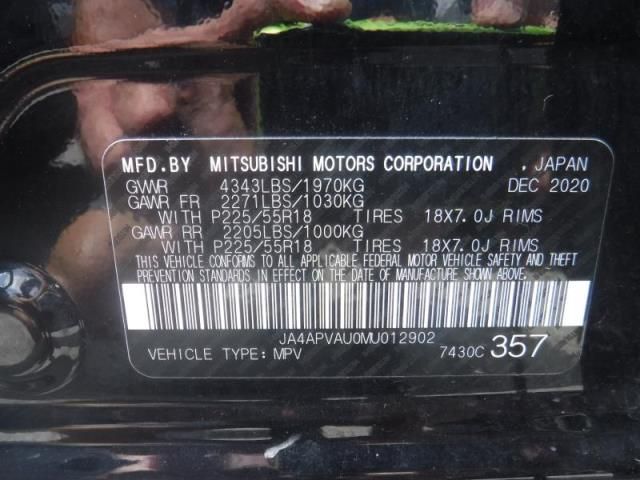 MFD.BY MITSUBISHI MOTORS CORPORATION . JAPAN
GVWR 4343LBS/1970KG DEC 2020
GAWR FR 2271LBS/1030KG
WITH P225/55R18 TIRES 18X7.0J RIMS
GAWR RR 2205LBS/1000KG
WITH P225/55R18 TIRES 18X7.0J RIMS
THIS VEHICLE CONFORMS TO ALL APPLICABLE FEDERAL MOTOR VEHICLE SAFETY AND THEFT
PREVENTION STANDARDS IN EFFECT ON THE DATE OF MANUFACTURE SHOWN ABOVE.
JA4APVAU0MU012902
VEHICLE TYPE: MPV 7430C 357